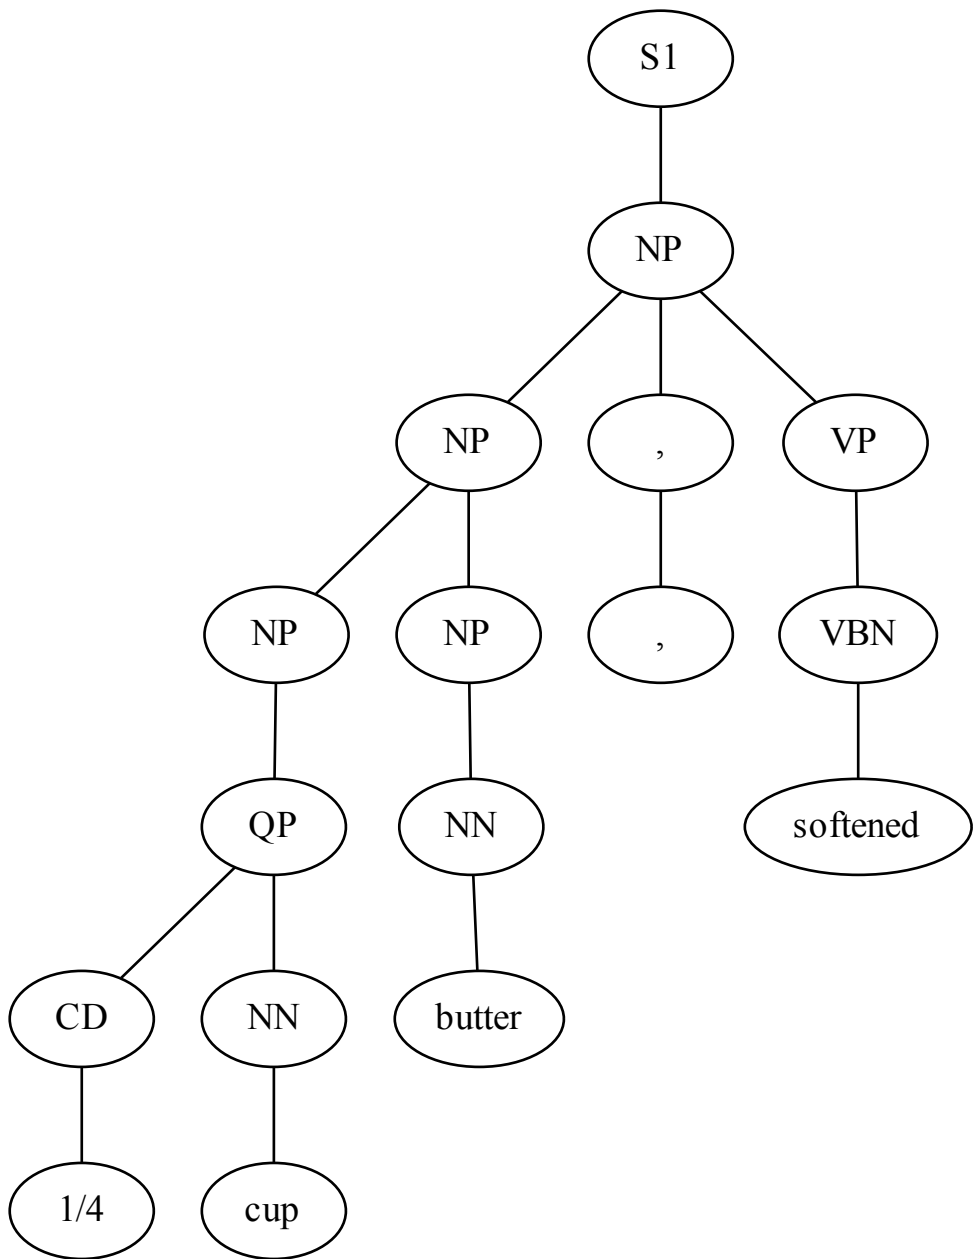 S1
NP
NP , VP
NP NP , VBN
QP NN softened
CD NN butter
1/4 cup